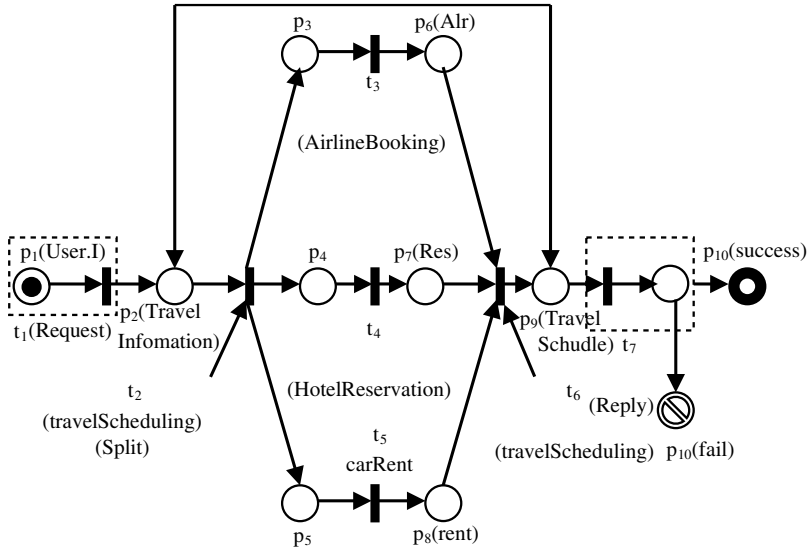 p3
p6(Alr)
t3
(AirlineBooking)
p1(User.I)
p4
p7(Res)
p10(success)
t1(Request)
p2(Travel
Infomation)
t4
p9(Travel
Schudle)
t7
t2
(travelScheduling)
(Split)
(HotelReservation)
t6
(Reply)
(travelScheduling)
p10(fail)
t5
carRent
p5
p8(rent)